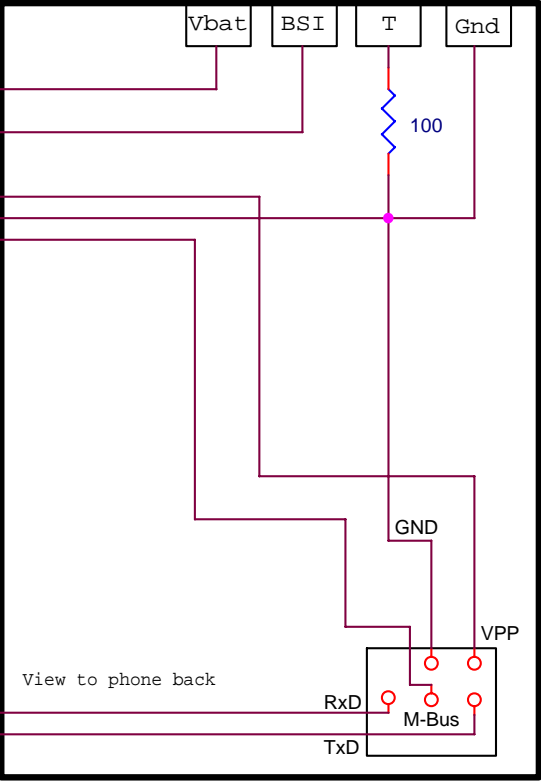 Vbat BSI T Gnd
100
GND
VPP
View to phone back
RxD
M-Bus
TxD